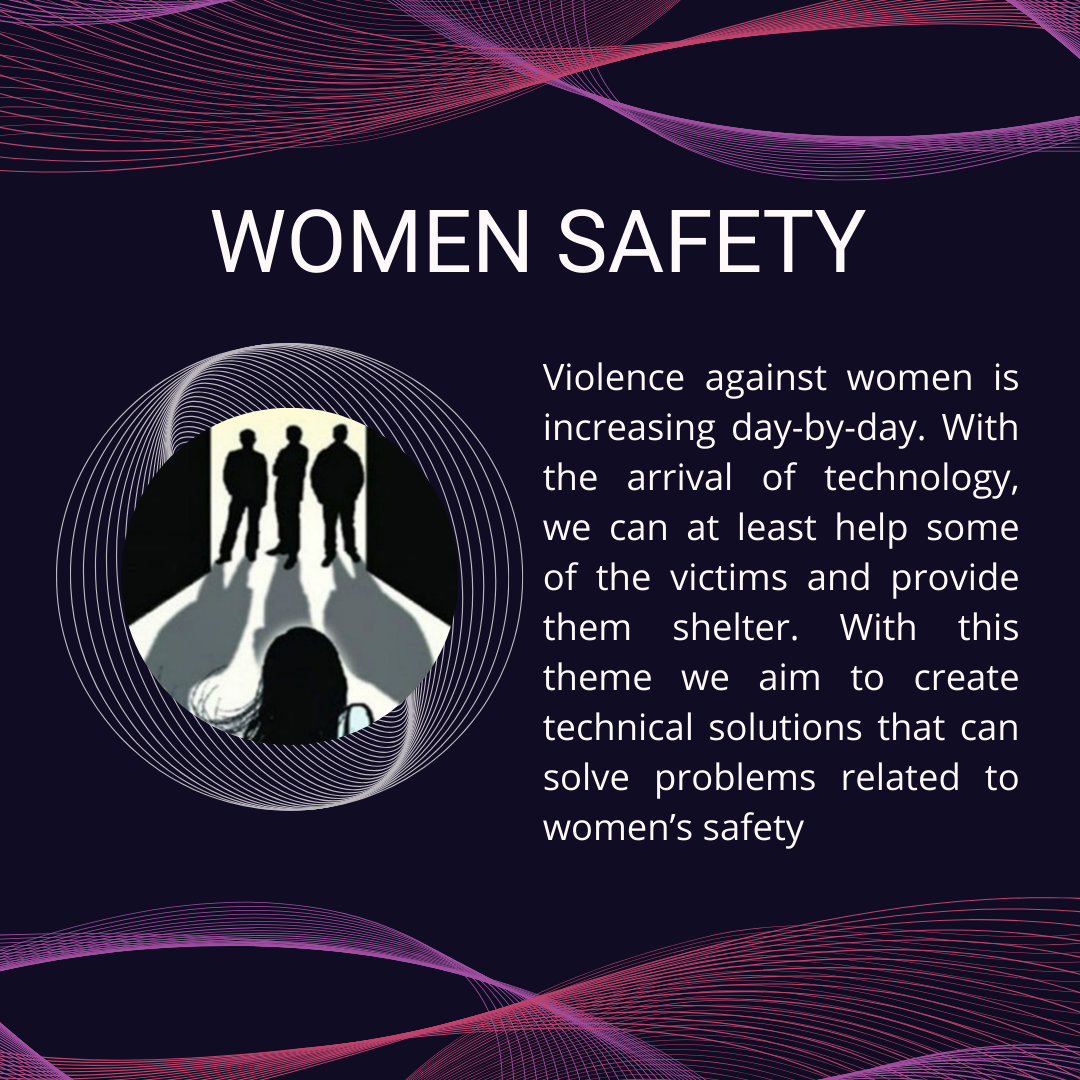 WOMEN SAFETY
Violence against women is
increasing day-by-day. With
the arrival of technology,
we can at least help some
of the victims and provide
them shelter. With this
theme we aim to create
technical solutions that can
solve problems related to
women’s safety